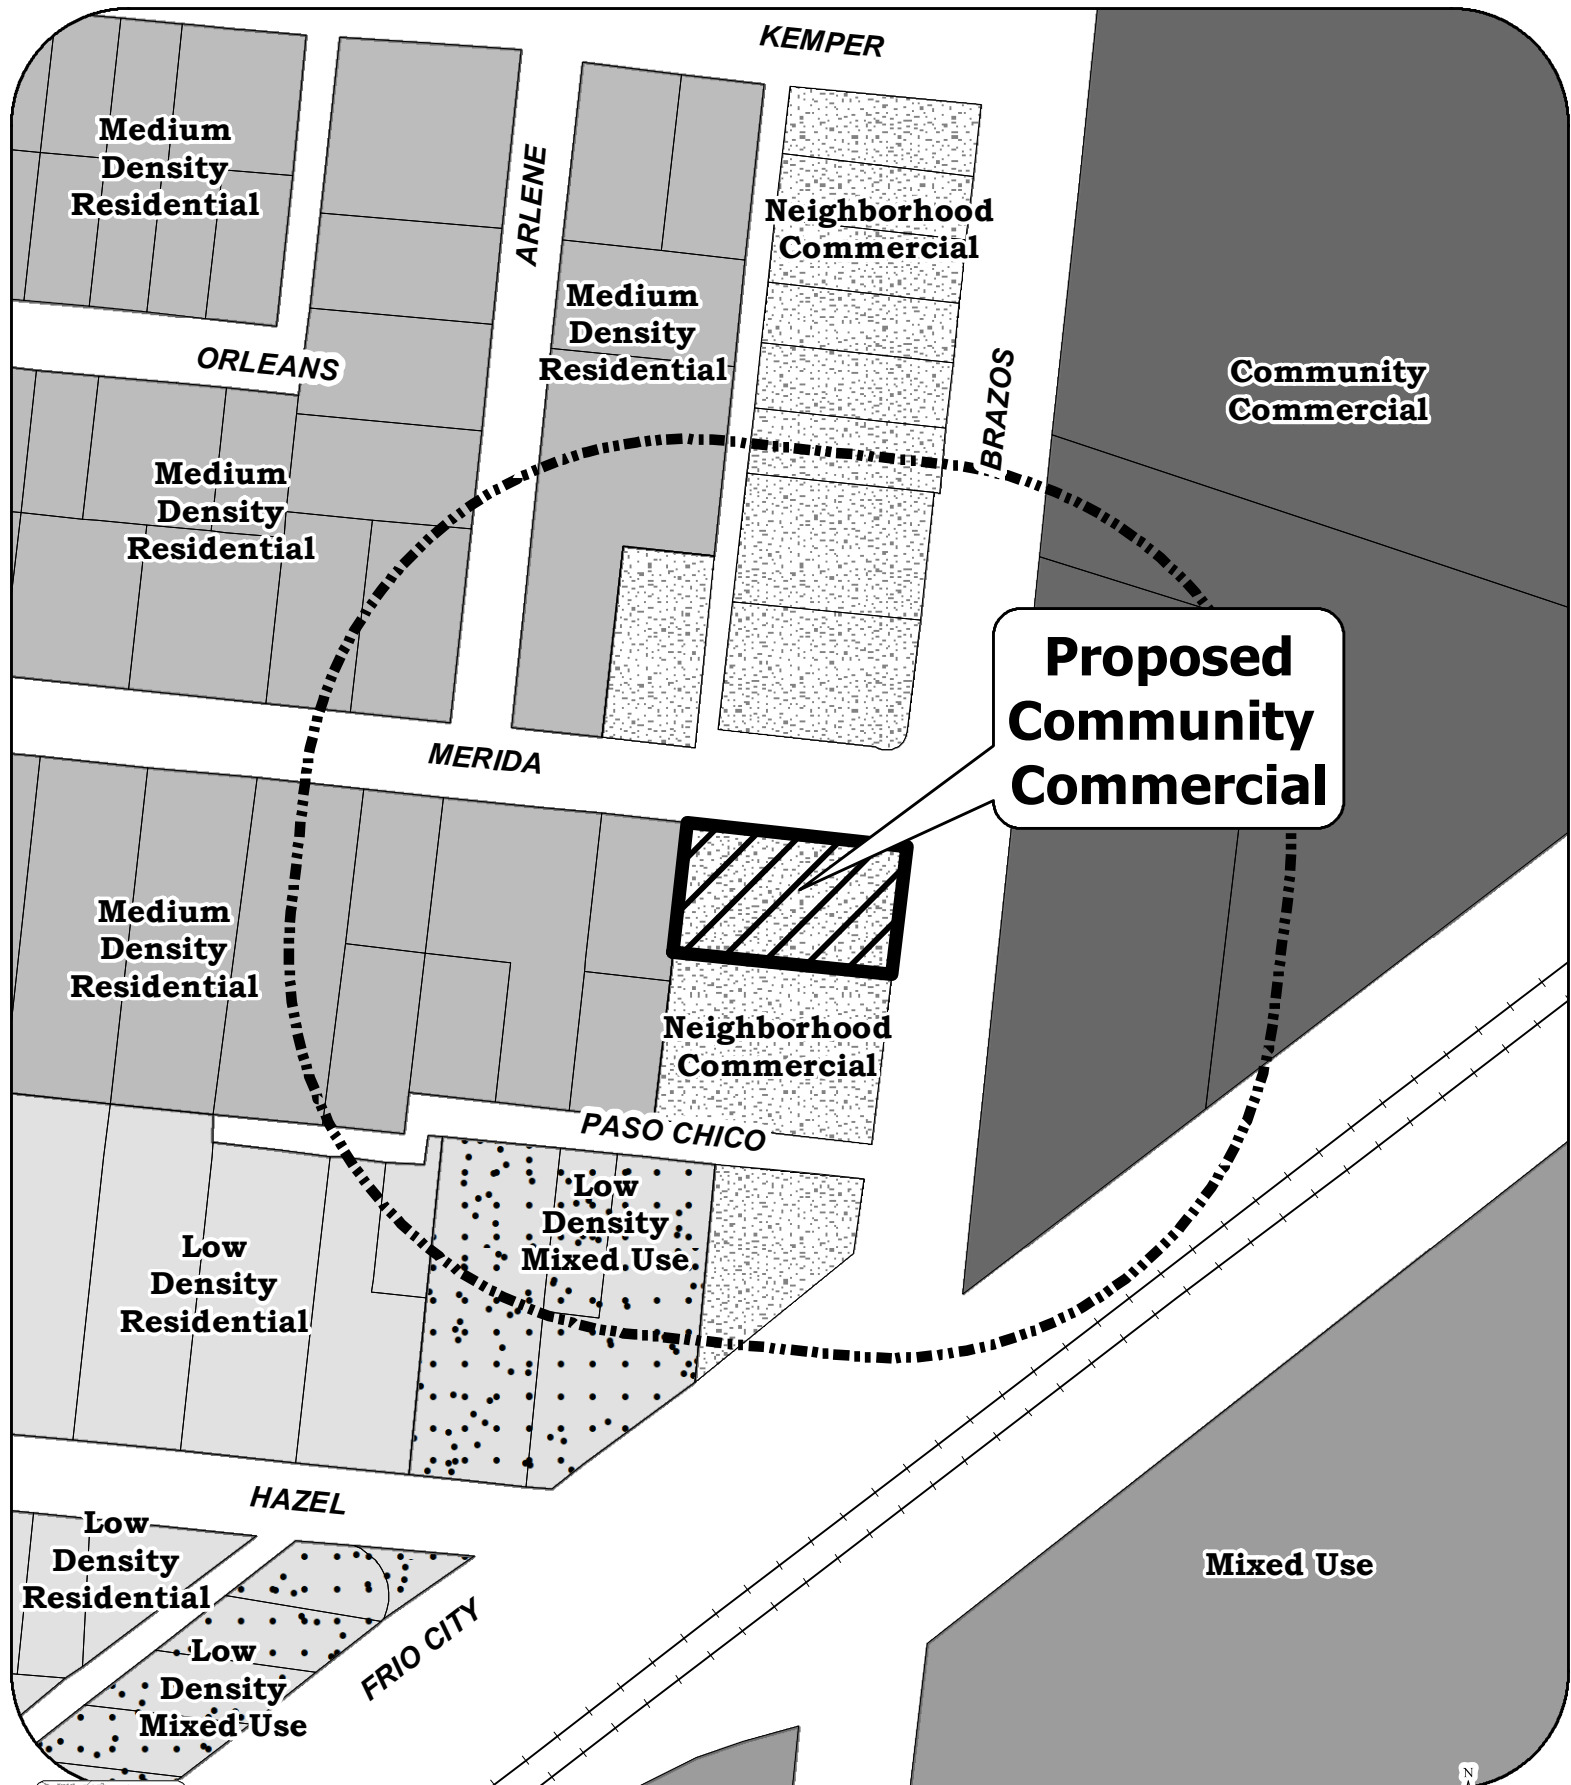 KEMPER
Medium
Density
Residential
ARLENE
Neighborhood
Commercial
Medium
Density
Residential
ORLEANS
BRAZOS
Community
Commercial
Medium
Density
Residential
Proposed
Community
Commercial
MERIDA
Medium
Density
Residential
Neighborhood
Commercial
PASO CHICO
Low
Density
Mixed Use
Low
Density
Residential
HAZEL
Low
Density
Residential
Mixed Use
FRIO CITY
Low
Density
Mixed Use
N